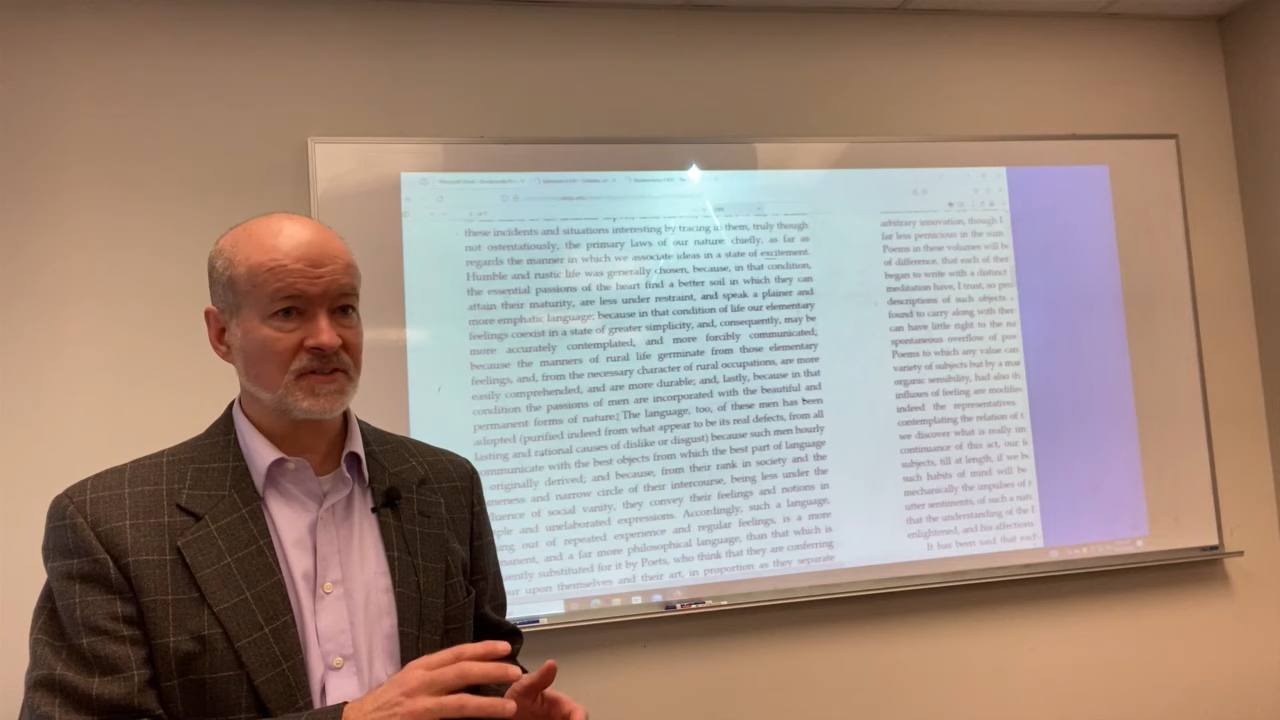 these incidents and situations interesting by tracing in them, truly though
not ostentatiously, the primary laws of our nature: chiefly, as far as
regards the manner in which we associate ideas in a state of excitement.
Humble and rustic life was generally chosen, because, in that condition,
the essential passions of the heart find a better soil in which they can
attain their maturity, are less under restraint, and speak a plainer and
more emphatic language; because in that condition of life our elementary
feelings coexist in a state of greater simplicity, and, consequently, may be
more accurately contemplated, and more forcibly communicated;
because the manners of rural life germinate from those elementary
feelings, and, from the necessary character of rural occupations, are more
easily comprehended, and are more durable; and, lastly, because in that
condition the passions of men are incorporated with the beautiful and
permanent forms of nature. The language, too, of these men has been
adopted (purified indeed from what appear to be its real defects, from all
lasting and rational causes of dislike or disgust) because such men hourly
ommunicate with the best objects from which the best part of language
originally derived; and because, from their rank in society and the
ameness and narrow circle of their intercourse, being less under the
fluence of social vanity, they convey their feelings and notions in
ple and unelaborated expressions. Accordingly, such a language,
ing out of repeated experience and regular feelings, is a more
manent, and a far more philosophical language, than that which is
uently substituted for it by Poets, who think that they are conferring
our upon themselves and their art, in proportion as they separate
arbitrary innovation, though I
far less pernicious in the sum
Poems in these volumes will be
of difference, that each of them
began to write with a distinct
meditation have, I trust, so
descriptions of such objects
found to carry along with
can have little right to the
spontaneous overflow of
Poems to which any value can
variety of subjects but by a
organic sensibility, had also
influxes of feeling are modified
indeed the representatives
contemplating the relation of
we discover what is really
continuance of this act, our
subjects, till at length, if we be
such habits of mind will be
mechanically the impulses of
utter sentiments, of such a
that the understanding of the
enlightened, and his affections
It has been said that each